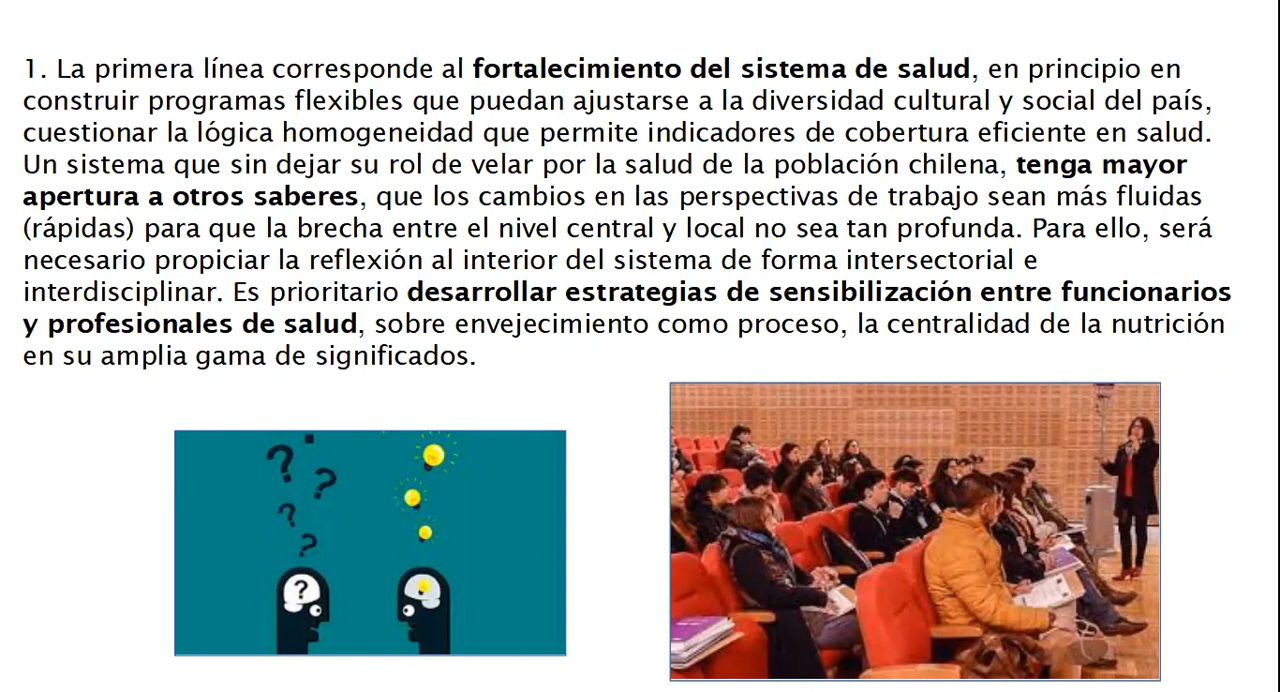 1. La primera línea corresponde al fortalecimiento del sistema de salud, en principio en
construir programas flexibles que puedan ajustarse a la diversidad cultural y social del país,
cuestionar la lógica homogeneidad que permite indicadores de cobertura eficiente en salud.
Un sistema que sin dejar su rol de velar por la salud de la población chilena, tenga mayor
apertura a otros saberes, que los cambios en las perspectivas de trabajo sean más fluidas
(rápidas) para que la brecha entre el nivel central y local no sea tan profunda. Para ello, será
necesario propiciar la reflexión al interior del sistema de forma intersectorial e
interdisciplinar. Es prioritario desarrollar estrategias de sensibilización entre funcionarios
y profesionales de salud, sobre envejecimiento como proceso, la centralidad de la nutrición
en su amplia gama de significados.
? ?
?
?
?